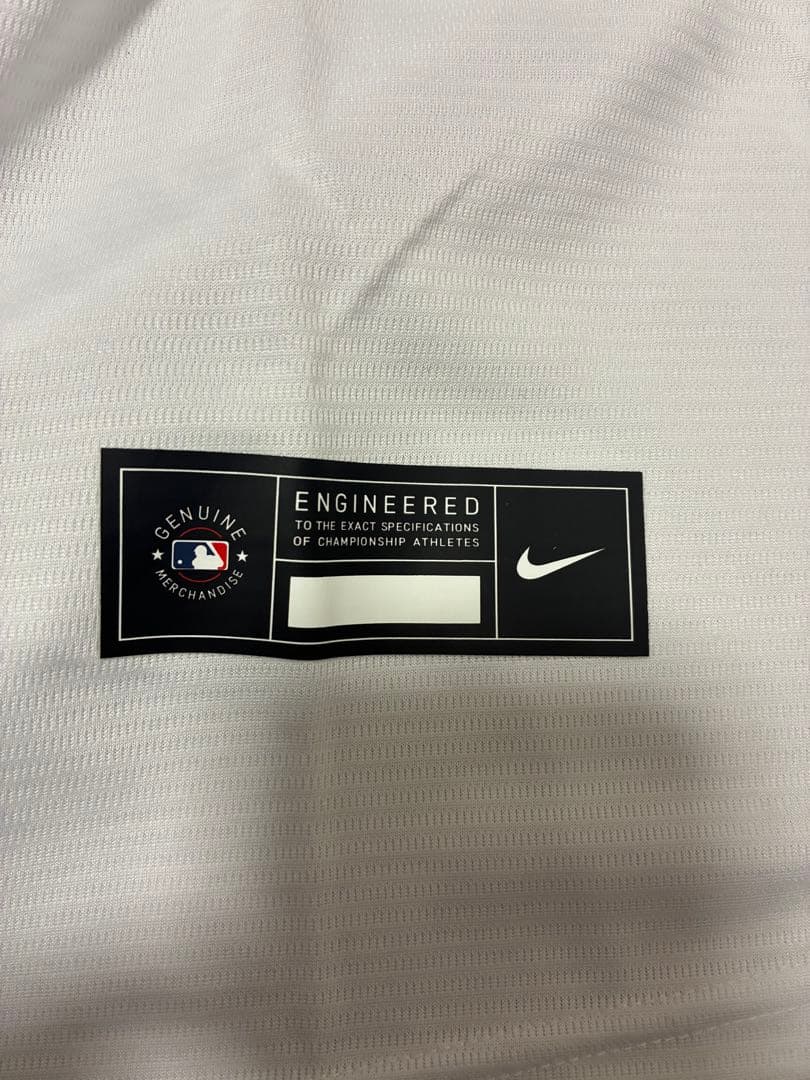 GENUINE
MERCHANDISE
ENGINEERED
TO THE EXACT SPECIFICATIONS
OF CHAMPIONSHIP ATHLETES